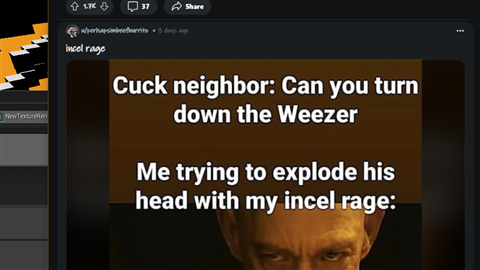 1.7K 37 Share
u/perhapsimbeefburrito • 3 days ago
incel rage
Cuck neighbor: Can you turn
down the Weezer
NewTextureRen
Me trying to explode his
head with my incel rage: